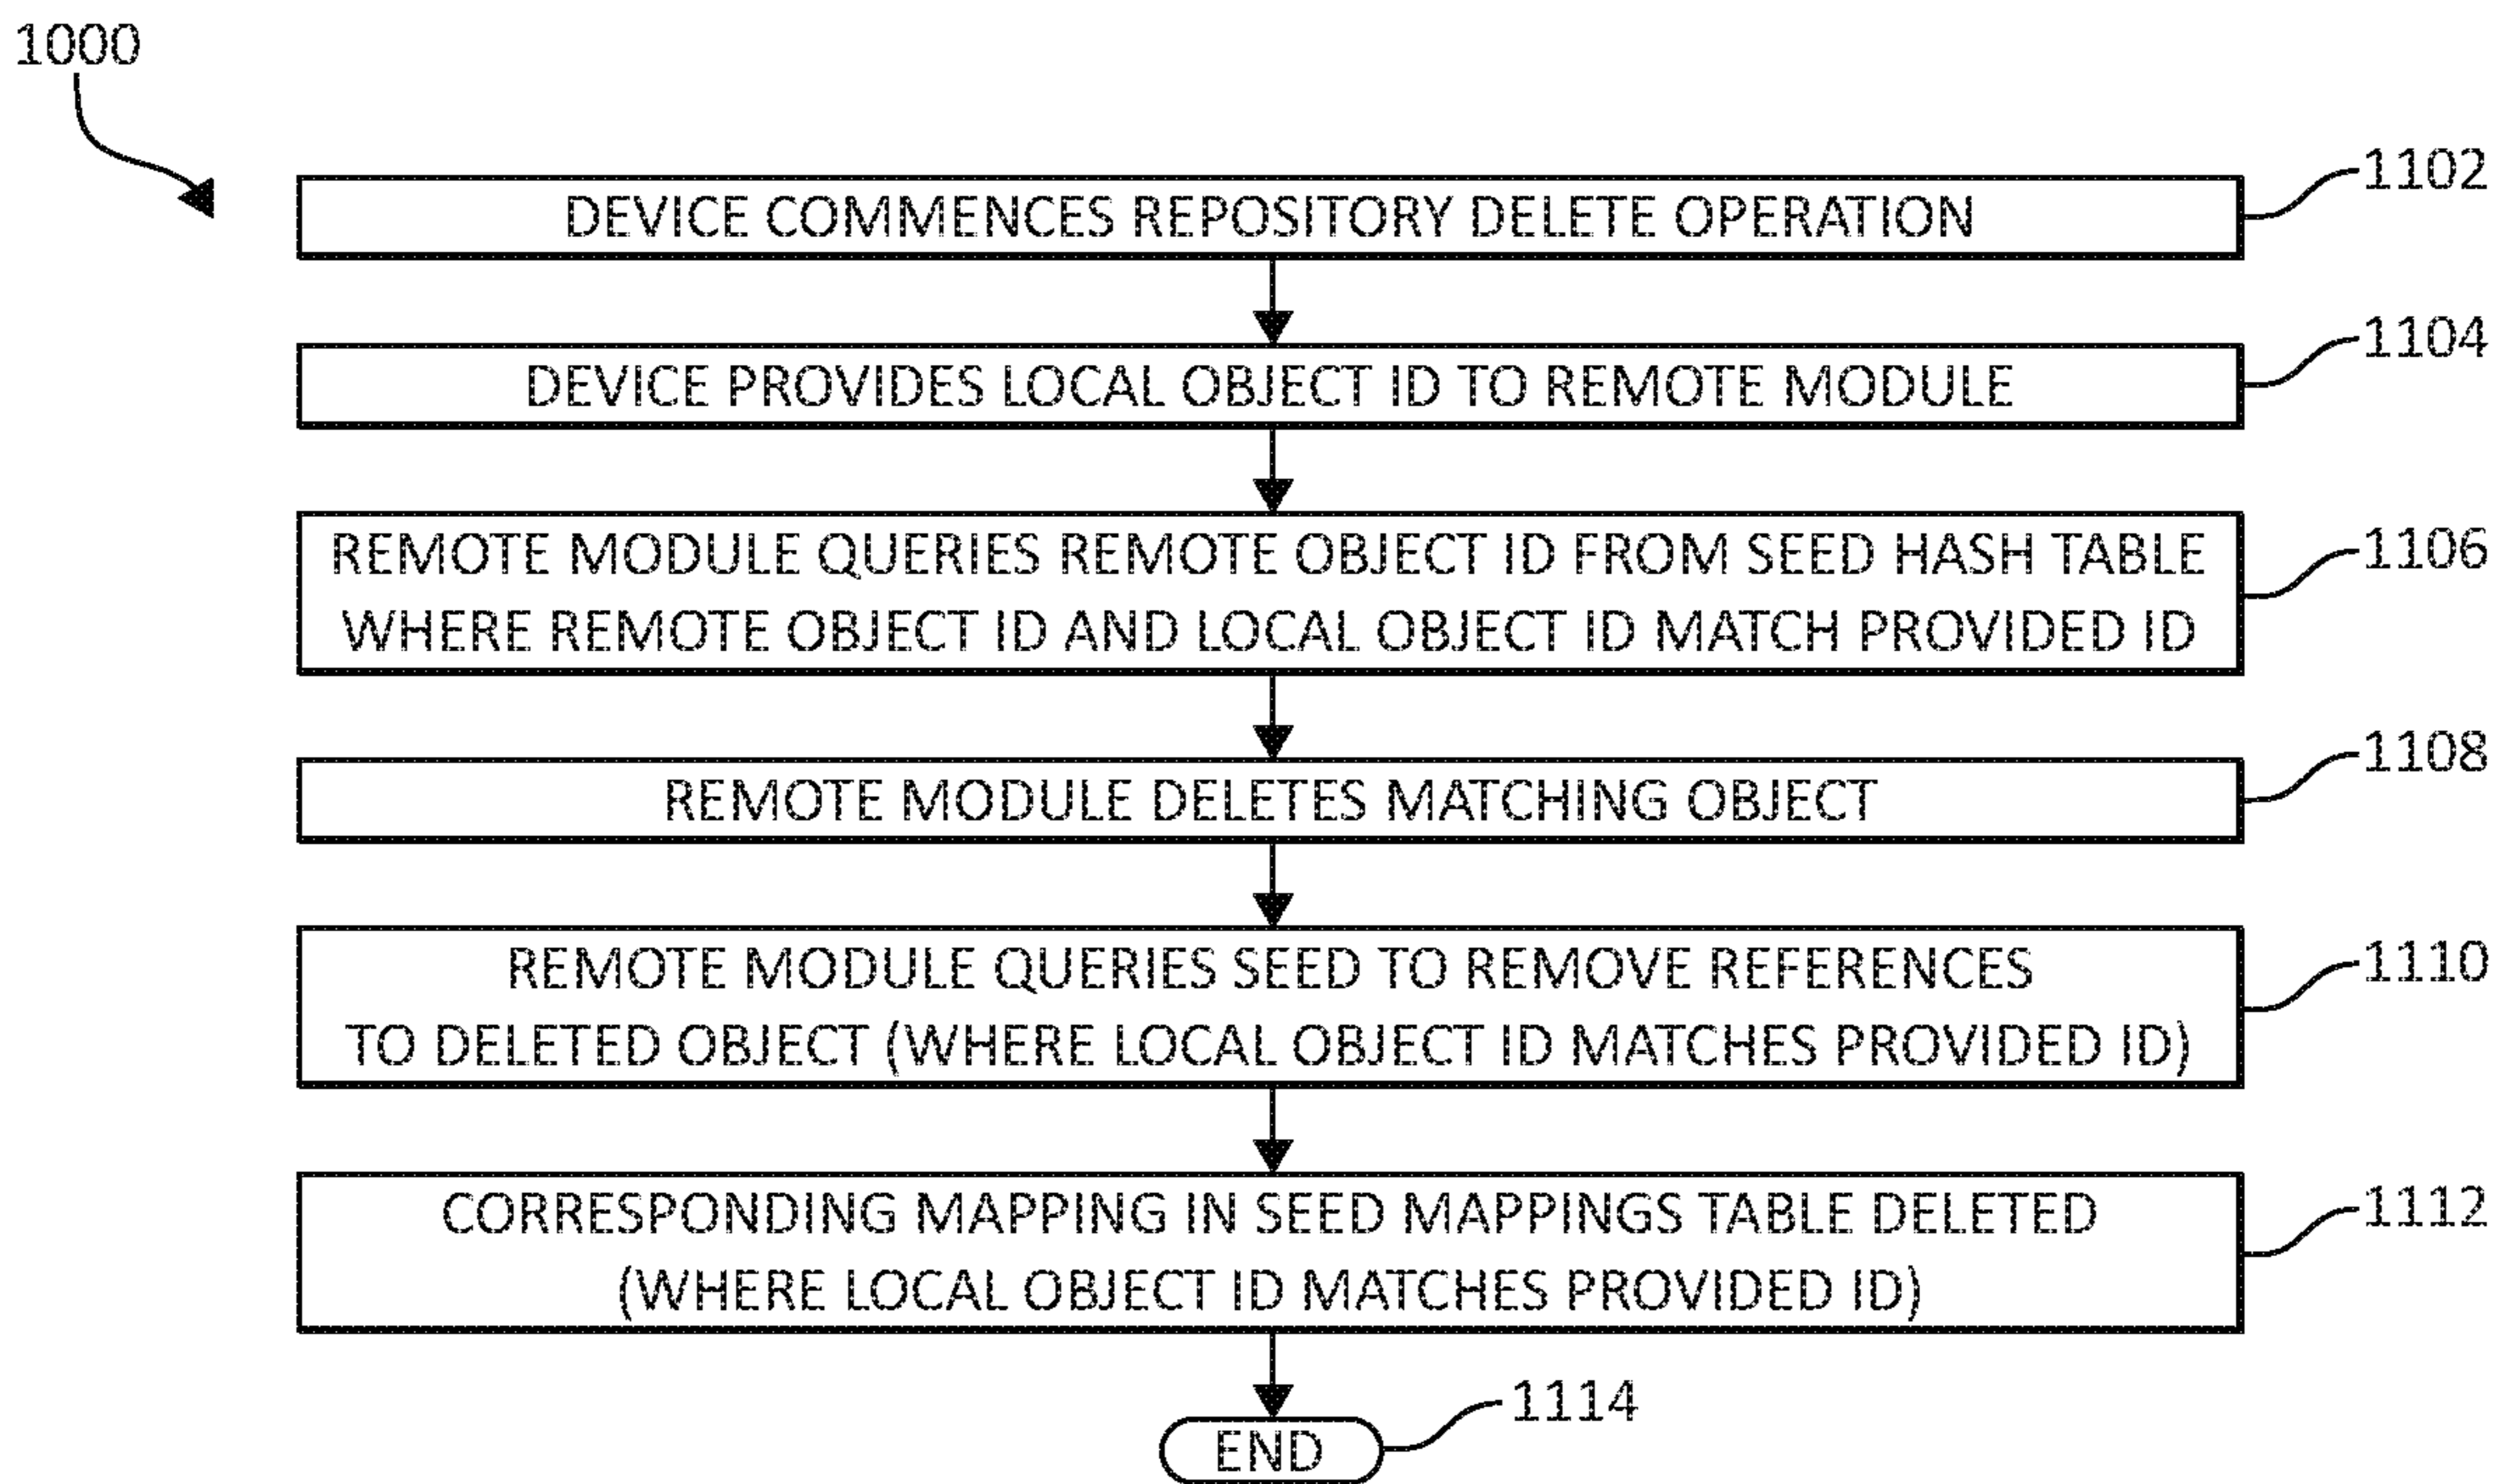 1000
DEVICE COMMENCES REPOSITORY DELETE OPERATION
1102
DEVICE PROVIDES LOCAL OBJECT ID TO REMOTE MODULE
1104
REMOTE MODULE QUERIES REMOTE OBJECT ID FROM SEED HASH TABLE
WHERE REMOTE OBJECT ID AND LOCAL OBJECT ID MATCH PROVIDED ID
1106
REMOTE MODULE DELETES MATCHING OBJECT
1108
REMOTE MODULE QUERIES SEED TO REMOVE REFERENCES
TO DELETED OBJECT (WHERE LOCAL OBJECT ID MATCHES PROVIDED ID)
1110
CORRESPONDING MAPPING IN SEED MAPPINGS TABLE DELETED
(WHERE LOCAL OBJECT ID MATCHES PROVIDED ID)
1112
END
1114